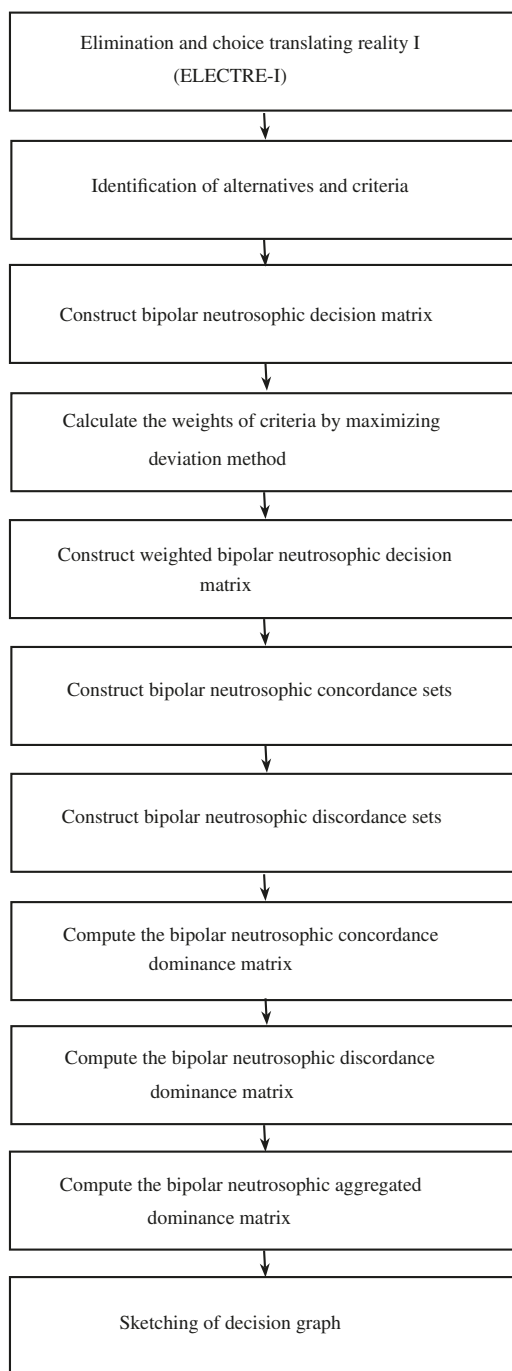 Elimination and choice translating reality I
(ELECTRE-I)
Identification of alternatives and criteria
Construct bipolar neutrosophic decision matrix
Calculate the weights of criteria by maximizing
deviation method
Construct weighted bipolar neutrosophic decision
matrix
Construct bipolar neutrosophic concordance sets
Construct bipolar neutrosophic discordance sets
Compute the bipolar neutrosophic concordance
dominance matrix
Compute the bipolar neutrosophic discordance
dominance matrix
Compute the bipolar neutrosophic aggregated
dominance matrix
Sketching of decision graph